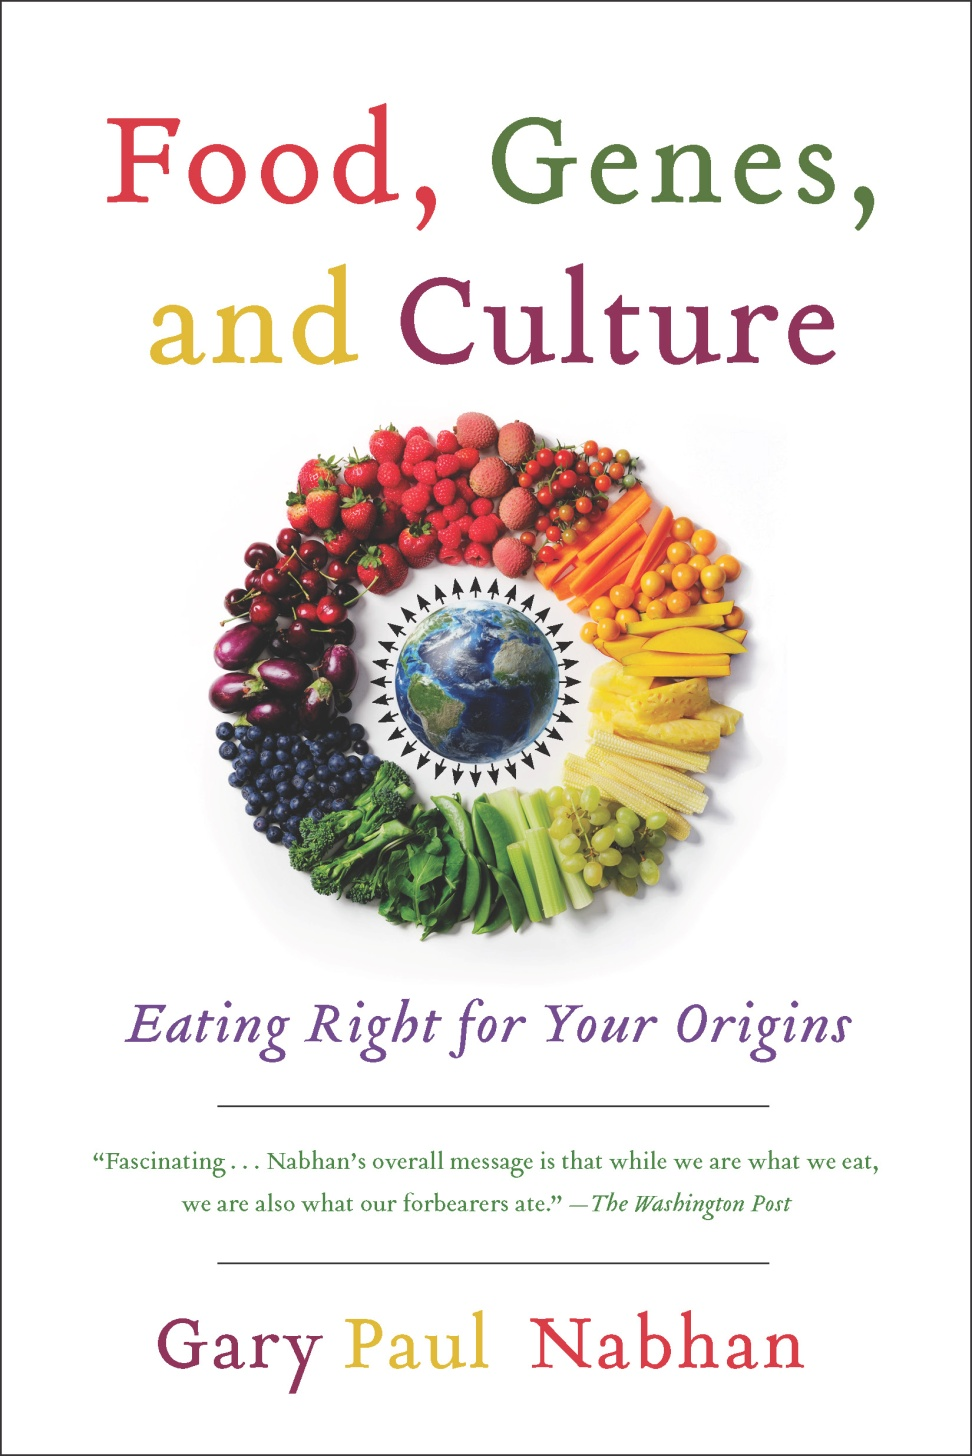 Food, Genes,
and Culture
Eating Right for Your Origins
“Fascinating . . . Nabhan’s overall message is that while we are what we eat,
we are also what our forbearers ate.” —The Washington Post
Gary Paul Nabhan